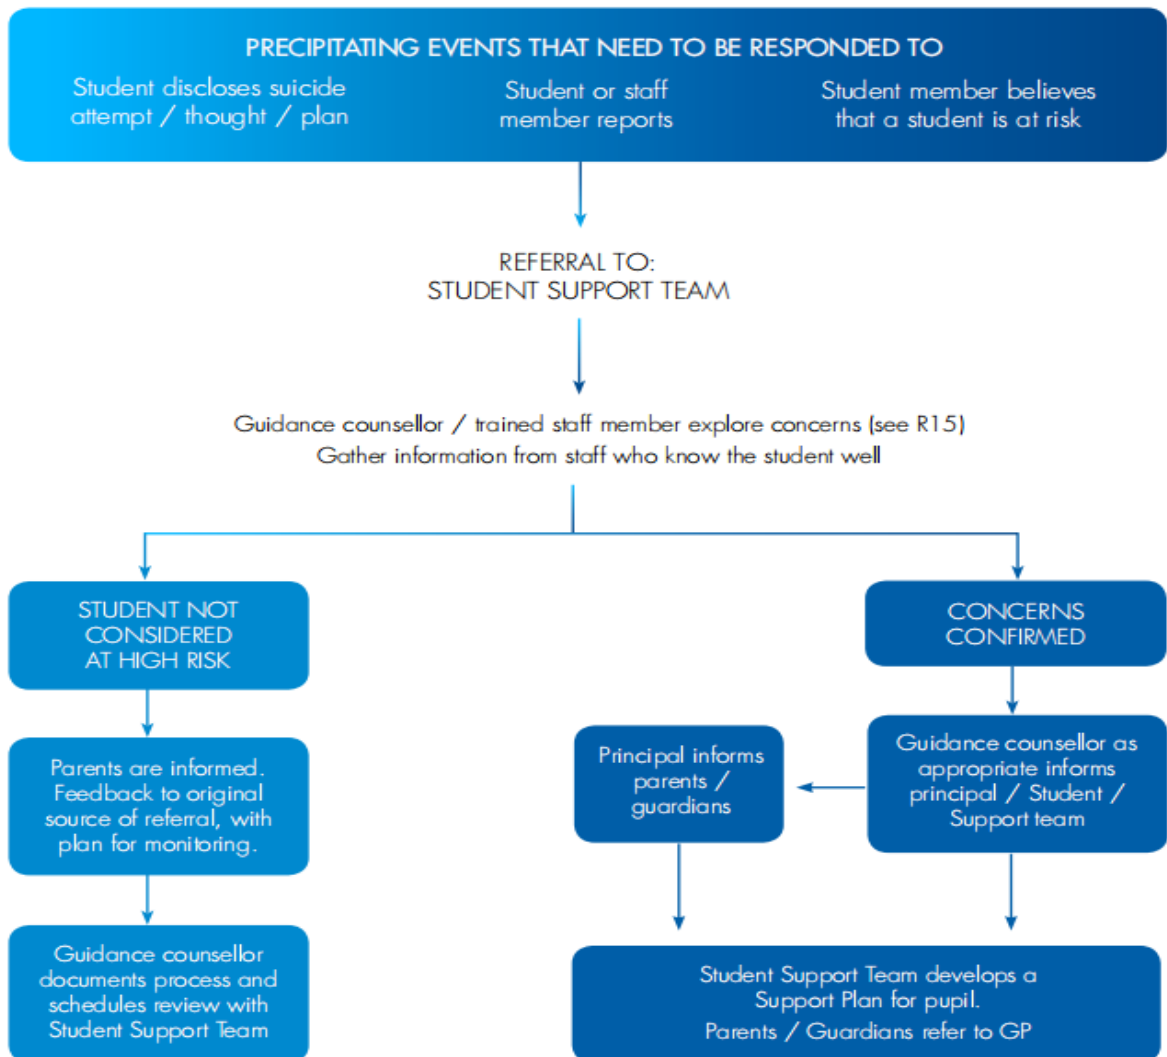 PRECIPITATING EVENTS THAT NEED TO BE RESPONDED TO
Student discloses suicide
attempt / thought / plan
Student or staff
member reports
Student member believes
that a student is at risk
REFERRAL TO:
STUDENT SUPPORT TEAM
Guidance counsellor / trained staff member explore concerns (see R15)
Gather information from staff who know the student well
STUDENT NOT
CONSIDERED
AT HIGH RISK
Parents are informed.
Feedback to original
source of referral, with
plan for monitoring.
Guidance counsellor
documents process and
schedules review with
Student Support Team
CONCERNS
CONFIRMED
Guidance counsellor as
appropriate informs
principal / Student /
Support team
Principal informs
parents /
guardians
Student Support Team develops a
Support Plan for pupil.
Parents / Guardians refer to GP